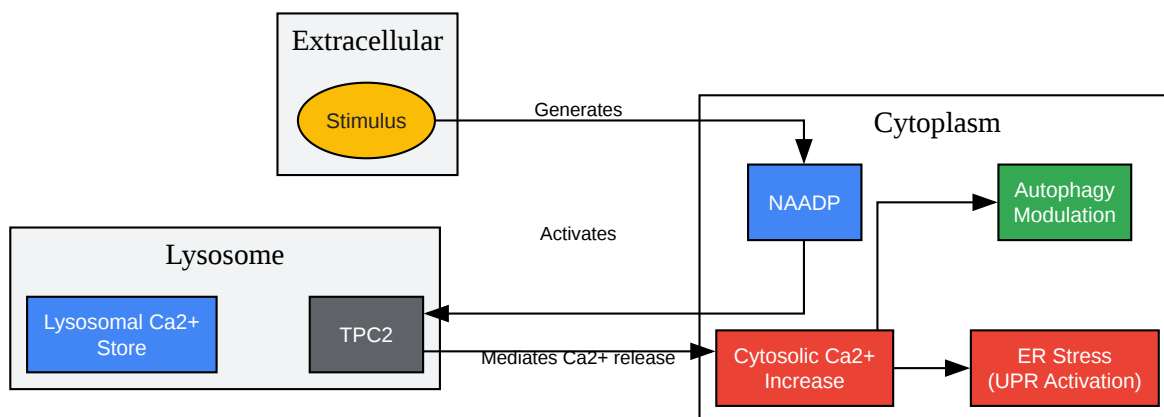 Extracellular
Stimulus
Generates
Cytoplasm
NAADP
Autophagy
Modulation
Activates
Lysosome
Lysosomal Ca2+
Store
TPC2
Mediates Ca2+ release
Cytosolic Ca2+
Increase
ER Stress
(UPR Activation)